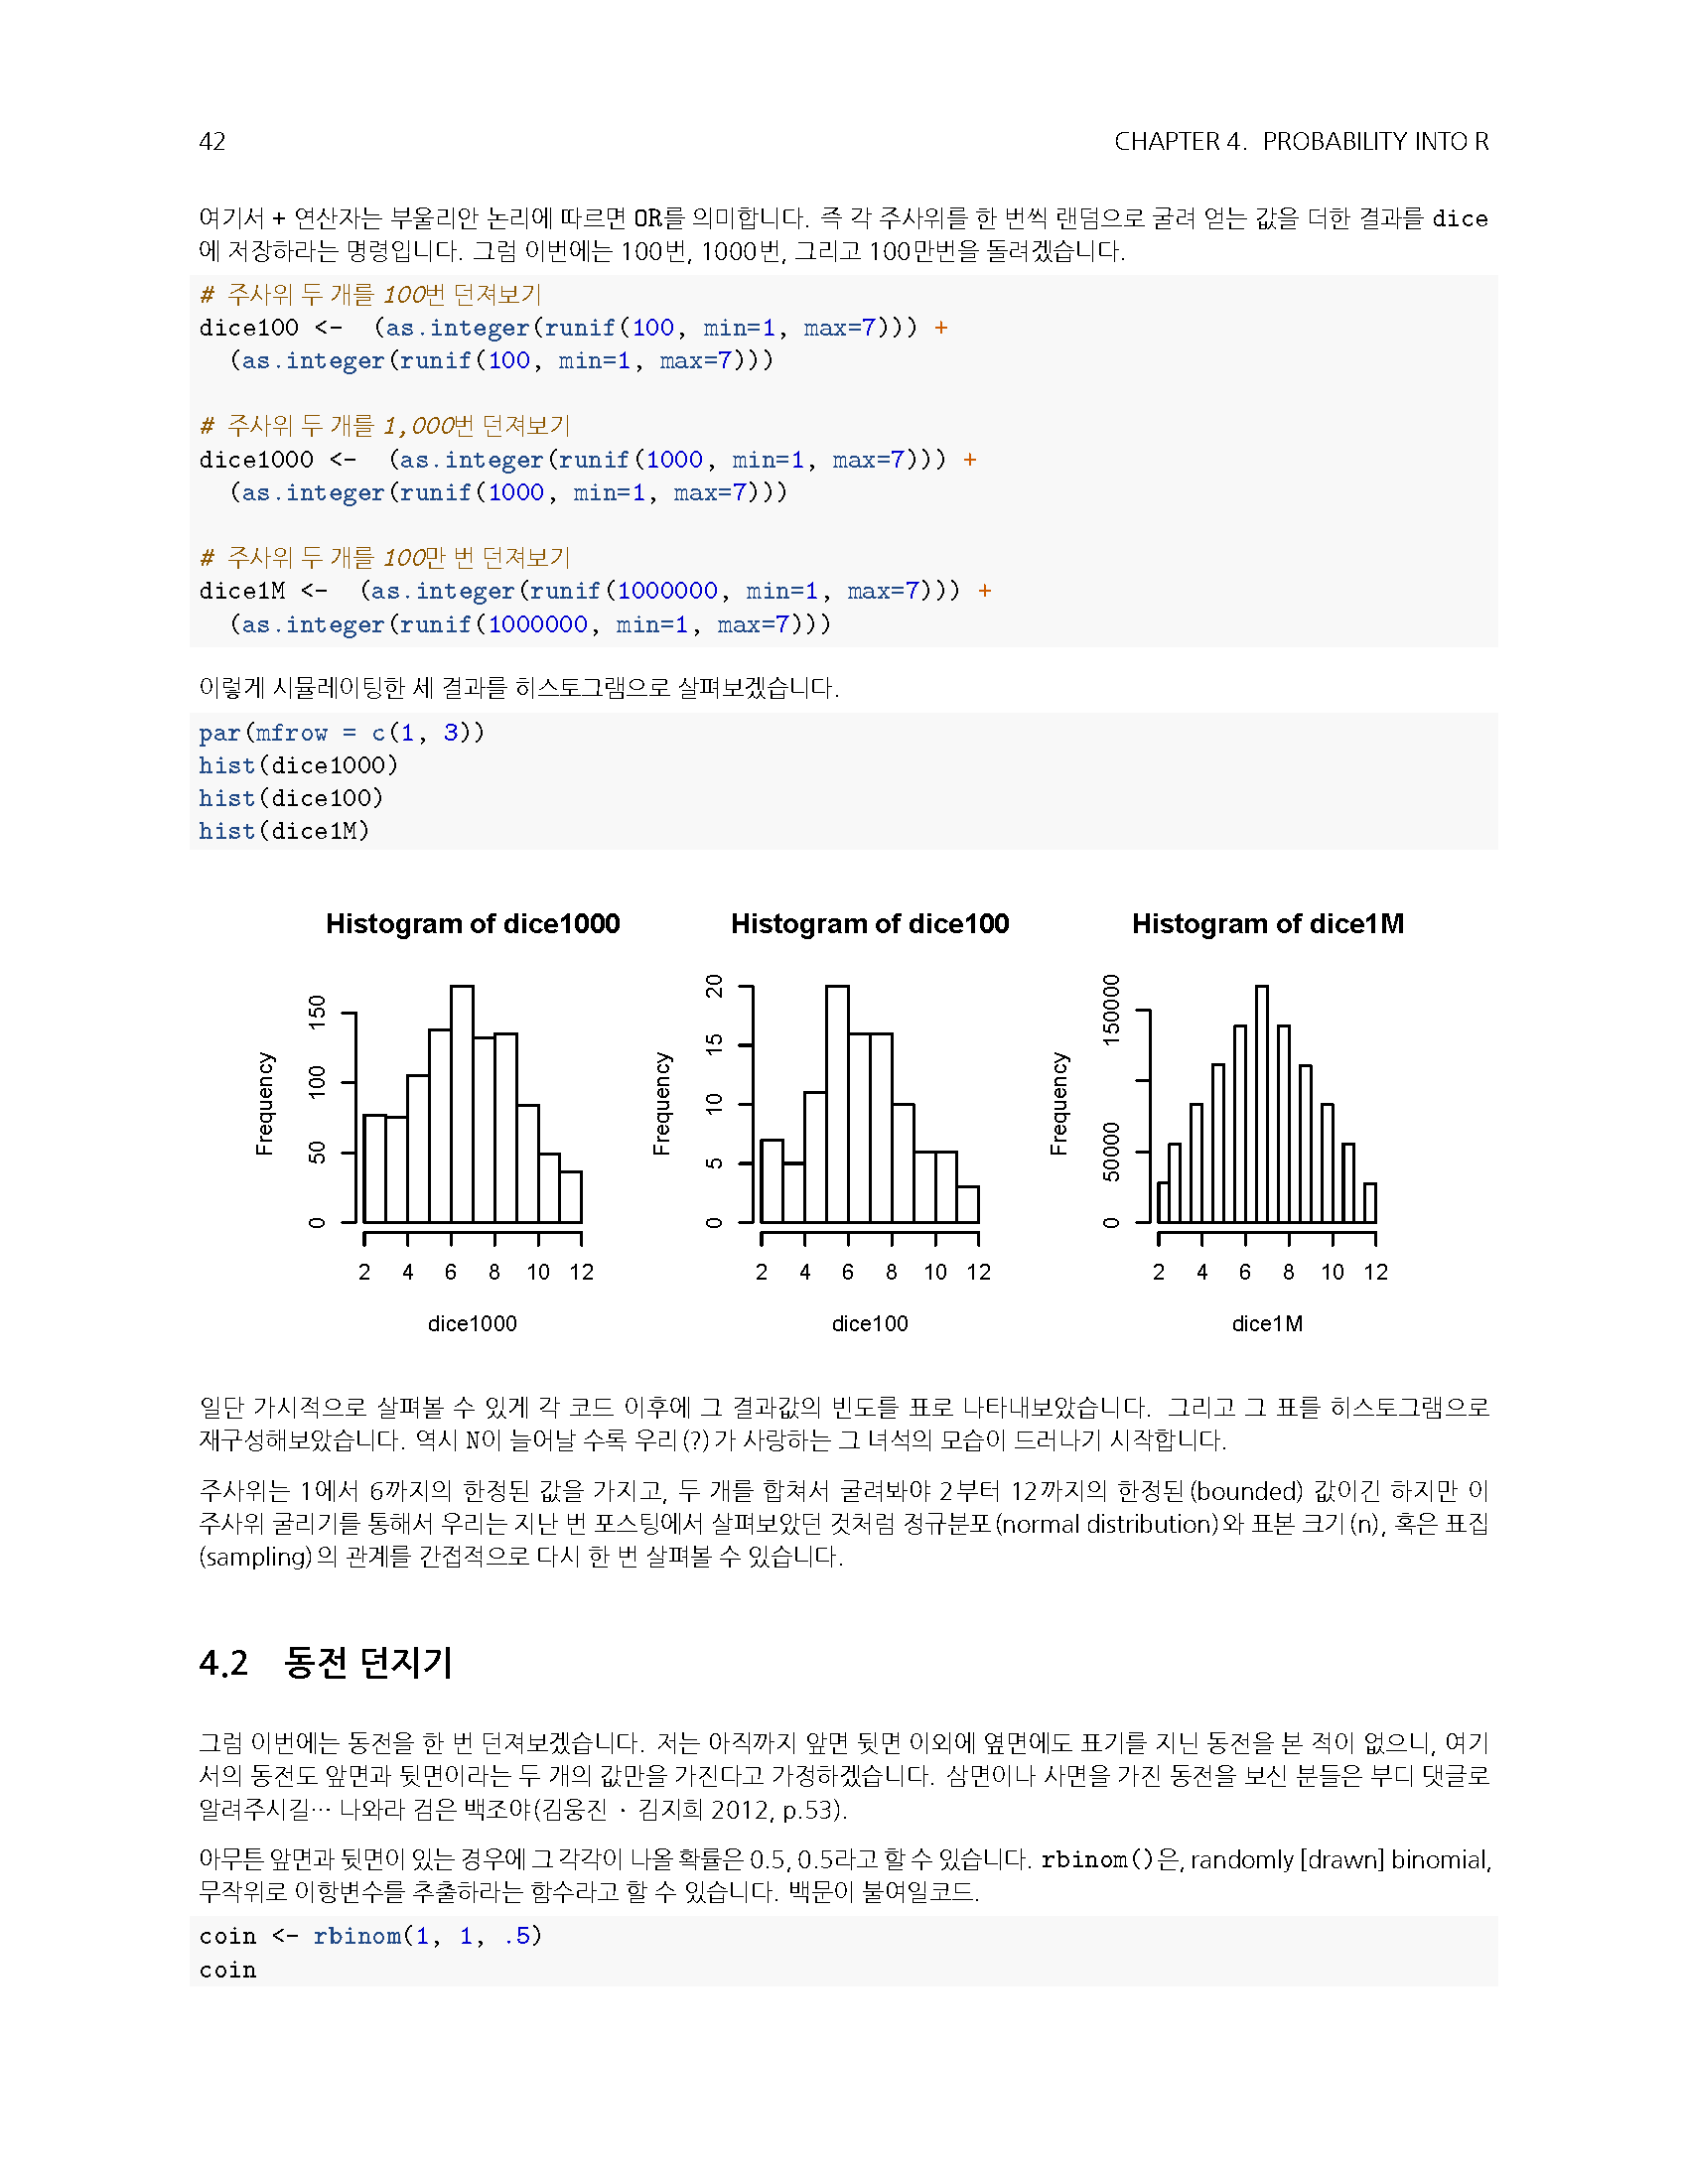 42 CHAPTER 4. PROBABILITY INTO R
여기서 + 연산자는 부울리안 논리에 따르면 OR를 의미합니다. 즉 각 주사위를 한 번씩 랜덤으로 굴려 얻는 값을 더한 결과를 dice
에 저장하라는 명령입니다. 그럼 이번에는 100번, 1000번, 그리고 100만번을 돌려겠습니다.
# 주사위 두 개를 100번 던져보기
dice100 <-  (as.integer(runif(100, min=1, max=7))) +
  (as.integer(runif(100, min=1, max=7)))
# 주사위 두 개를 1,000번 던져보기
dice1000 <-  (as.integer(runif(1000, min=1, max=7))) +
  (as.integer(runif(1000, min=1, max=7)))
# 주사위 두 개를 100만 번 던져보기
dice1M <-  (as.integer(runif(1000000, min=1, max=7))) +
  (as.integer(runif(1000000, min=1, max=7)))
이렇게 시뮬레이팅한 세 결과를 히스토그램으로 살펴보겠습니다.
par(mfrow = c(1, 3))
hist(dice1000)
hist(dice100)
hist(dice1M)
Histogram of dice1000
Frequency
0 50 100 150
2 4 6 8 10 12
dice1000
Histogram of dice100
Frequency
0 5 10 15 20
2 4 6 8 10 12
dice100
Histogram of dice1M
Frequency
0 50000 150000
2 4 6 8 10 12
dice1M
일단 가시적으로 살펴볼 수 있게 각 코드 이후에 그 결과값의 빈도를 표로 나타내보았습니다. 그리고 그 표를 히스토그램으로
재구성해보았습니다. 역시 N이 늘어날 수록 우리(?)가 사랑하는 그 녀석의 모습이 드러나기 시작합니다.
주사위는 1에서 6까지의 한정된 값을 가지고, 두 개를 합쳐서 굴려봐야 2부터 12까지의 한정된(bounded) 값이긴 하지만 이
주사위 굴리기를 통해서 우리는 지난 번 포스팅에서 살펴보았던 것처럼 정규분포(normal distribution)와 표본 크기(n), 혹은 표집
(sampling)의 관계를 간접적으로 다시 한 번 살펴볼 수 있습니다.
4.2 동전 던지기
그럼 이번에는 동전을 한 번 던져보겠습니다. 저는 아직까지 앞면 뒷면 이외에 옆면에도 표기를 지닌 동전을 본 적이 없으니, 여기
서의 동전도 앞면과 뒷면이라는 두 개의 값만을 가진다고 가정하겠습니다. 삼면이나 사면을 가진 동전을 보신 분들은 부디 댓글로
알려주시길… 나와라 검은 백조야(김웅진 · 김지희 2012, p.53).
아무튼 앞면과 뒷면이 있는 경우에 그 각각이 나올 확률은 0.5, 0.5라고 할 수 있습니다. rbinom()은, randomly [drawn] binomial,
무작위로 이항변수를 추출하라는 함수라고 할 수 있습니다. 백문이 불여일코드.
coin <- rbinom(1, 1, .5)
coin